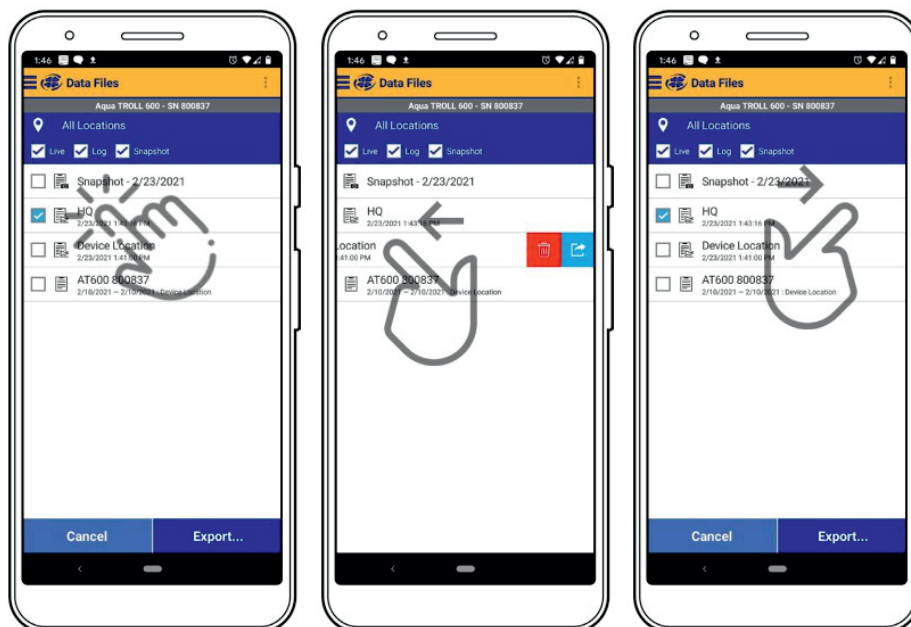 1:46
Data Files
Aqua TROLL 600 - SN 800837
All Locations
Live Log Snapshot
Snapshot - 2/23/2021
HQ
2/23/2021 1:43:16 PM
Device Location
2/23/2021 1:41:00 PM
AT600 800837
2/10/2021 – 2/10/2021 : Device Location
Cancel Export...
1:46
Data Files
Aqua TROLL 600 - SN 800837
All Locations
Live Log Snapshot
Snapshot - 2/23/2021
HQ
2/23/2021 1:43:16 PM
ocation
1:41:00 PM
AT600 800837
2/10/2021 – 2/10/2021 : Device Location
1:46
Data Files
Aqua TROLL 600 - SN 800837
All Locations
Live Log Snapshot
Snapshot - 2/23/2021
HQ
2/23/2021 1:43:16 PM
Device Location
2/23/2021 1:41:00 PM
AT600 800837
2/10/2021 – 2/10/2021 : Device Location
Cancel Export...